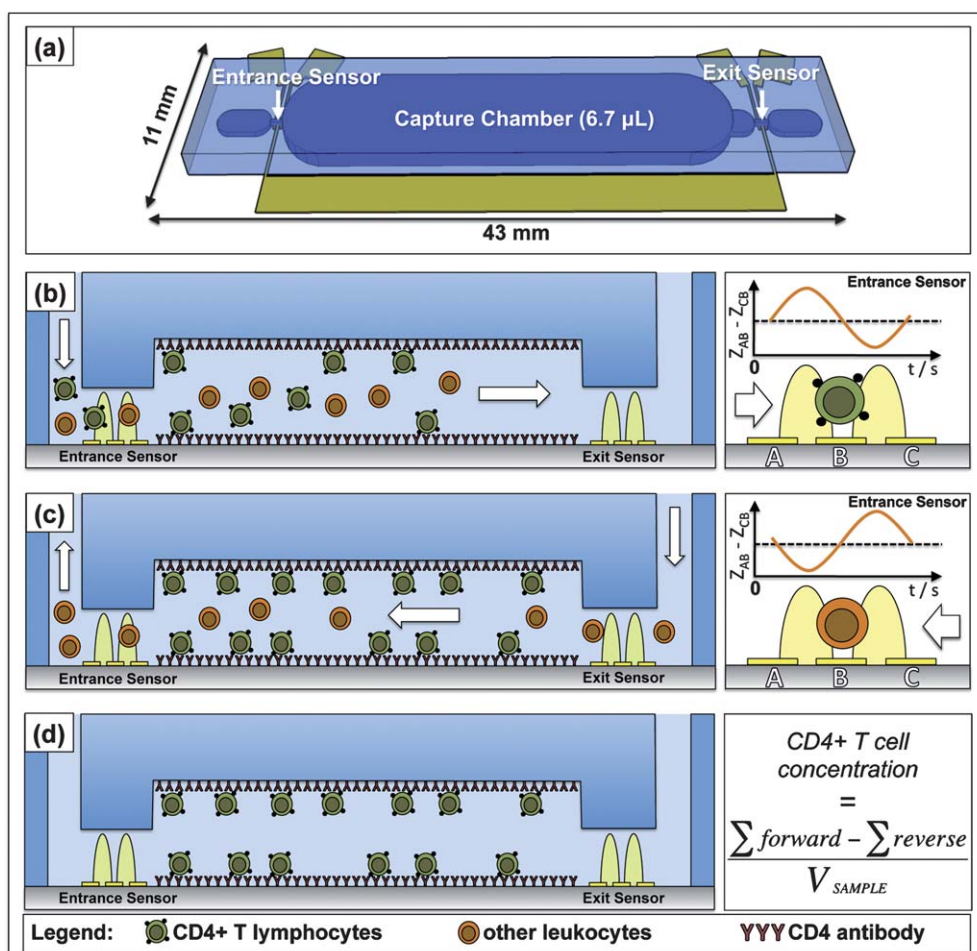 (a)
Entrance Sensor
Exit Sensor
Capture Chamber (6.7 µL)
11 mm
43 mm
(b)
Entrance Sensor
Exit Sensor
Entrance Sensor
Z_AB - Z_CB
0
t / s
A B C
(c)
Entrance Sensor
Exit Sensor
Entrance Sensor
Z_AB - Z_CB
0
t / s
A B C
(d)
Entrance Sensor
Exit Sensor
CD4+ T cell
concentration
=
∑ forward – ∑ reverse
V SAMPLE
Legend: CD4+ T lymphocytes other leukocytes CD4 antibody